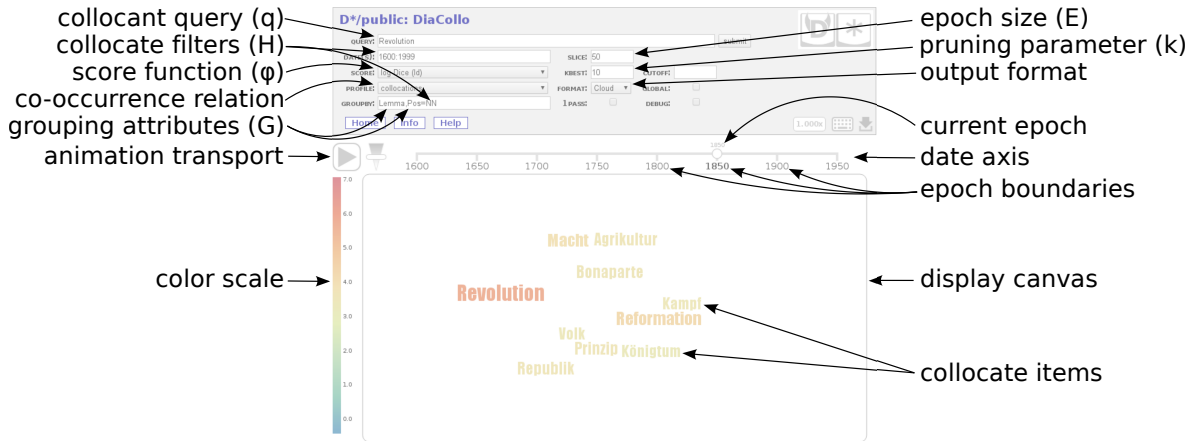 collocant query (q)
collocate filters (H)
score function (φ)
co-occurrence relation
grouping attributes (G)
animation transport
color scale
D*/public: DiaCollo
QUERY: Revolution submit
DATE(S): 1600:1999 SLICE: 50
SCORE: log Dice (ld) KBEST: 10 CUTOFF:
PROFILE: collocations FORMAT: Cloud GLOBAL:
GROUPBY: Lemma,Pos=NN 1PASS: DEBUG:
Home Info Help 1.000x
1850
1600 1650 1700 1750 1800 1850 1900 1950
7.0
6.0
5.0
4.0
3.0
2.0
1.0
0.0
Macht Agrikultur
Bonaparte
Revolution
Kampf
Reformation
Volk
Prinzip Königtum
Republik
epoch size (E)
pruning parameter (k)
output format
current epoch
date axis
epoch boundaries
display canvas
collocate items